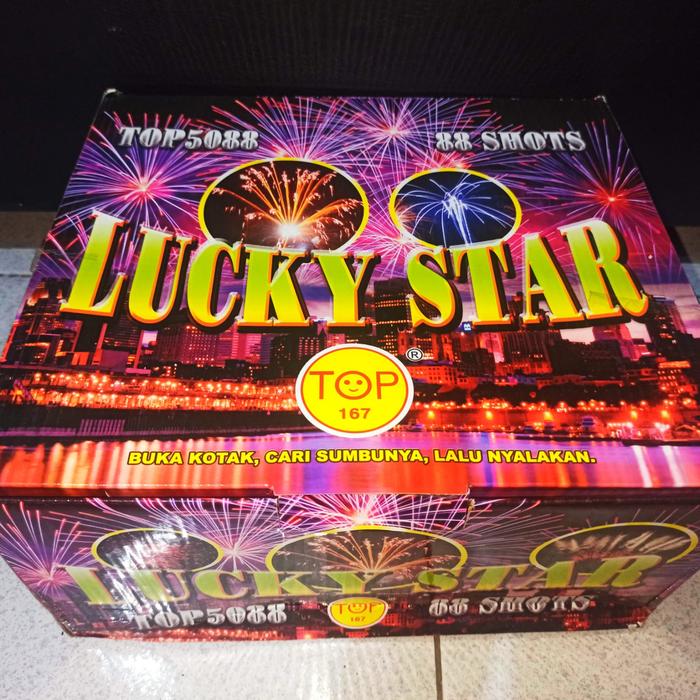 TOP5088 88 SHOTS
LUCKY STAR
TOP ®
167
BUKA KOTAK, CARI SUMBUNYA, LALU NYALAKAN.
LUCKY STAR
TOP5088 TOP 88 SHOTS
167